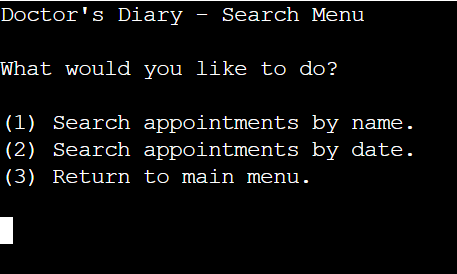 Doctor's Diary - Search Menu
What would you like to do?
(1) Search appointments by name.
(2) Search appointments by date.
(3) Return to main menu.